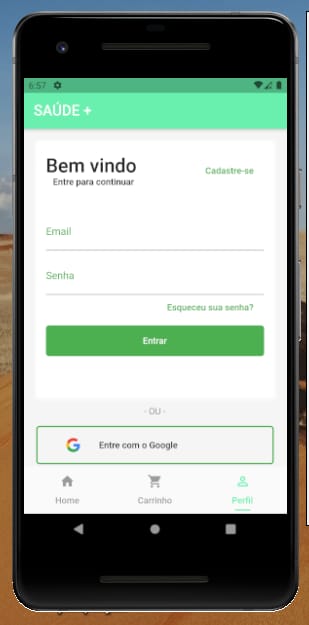 6:57
SAÚDE +
Bem vindo
Cadastre-se
Entre para continuar
Email
Senha
Esqueceu sua senha?
Entrar
- OU -
Entre com o Google
Home Carrinho Perfil